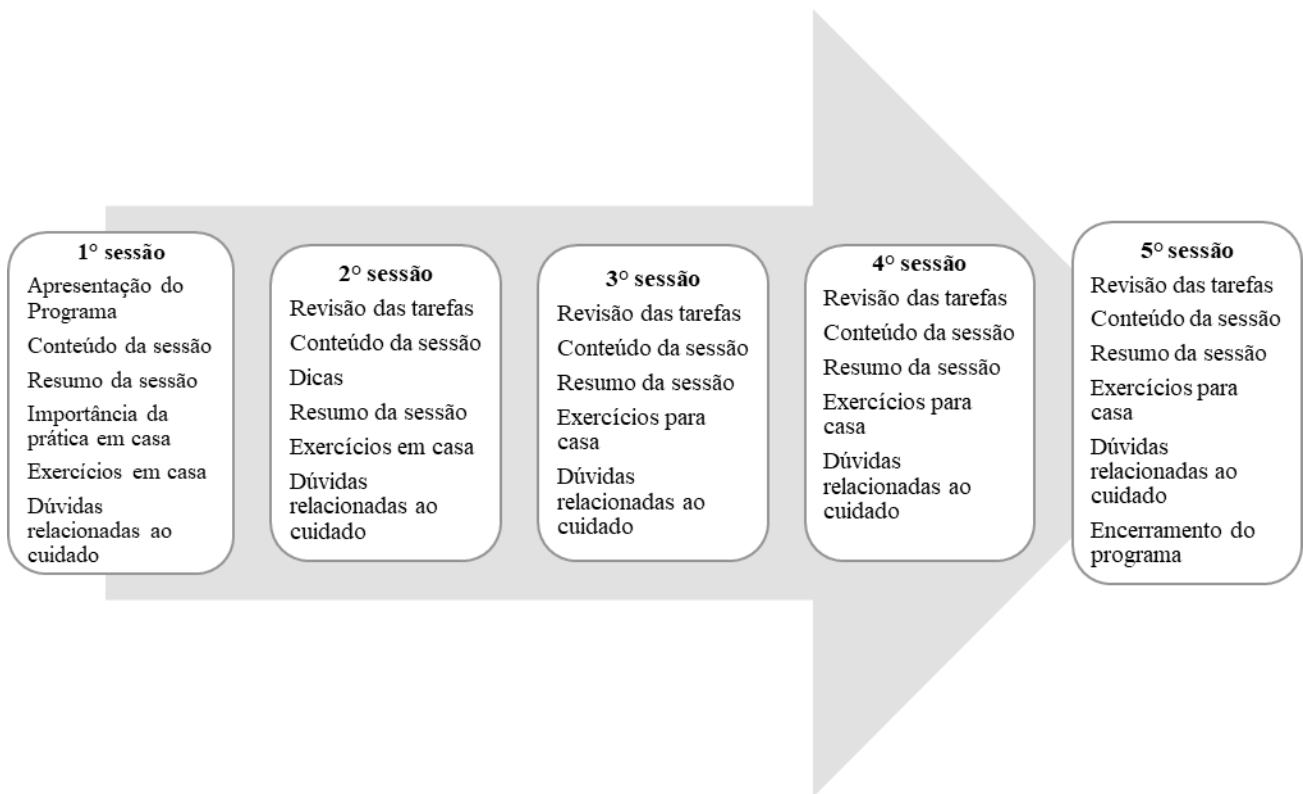 1° sessão
Apresentação do
Programa
Conteúdo da sessão
Resumo da sessão
Importância da
prática em casa
Exercícios em casa
Dúvidas
relacionadas ao
cuidado
2° sessão
Revisão das tarefas
Conteúdo da sessão
Dicas
Resumo da sessão
Exercícios em casa
Dúvidas
relacionadas ao
cuidado
3° sessão
Revisão das tarefas
Conteúdo da sessão
Resumo da sessão
Exercícios para
casa
Dúvidas
relacionadas ao
cuidado
4° sessão
Revisão das tarefas
Conteúdo da sessão
Resumo da sessão
Exercícios para
casa
Dúvidas
relacionadas ao
cuidado
5° sessão
Revisão das tarefas
Conteúdo da sessão
Resumo da sessão
Exercícios para
casa
Dúvidas
relacionadas ao
cuidado
Encerramento do
programa